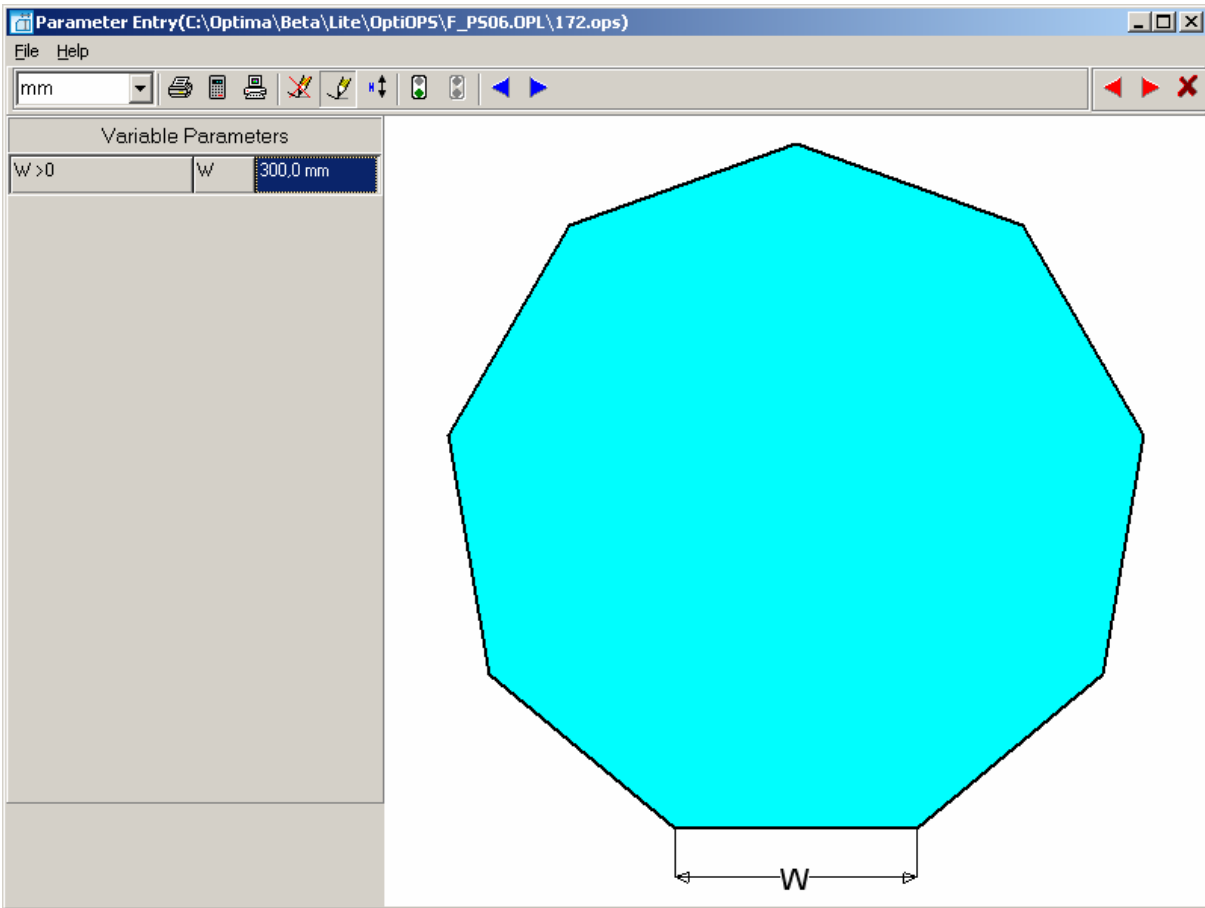 Parameter Entry(C:\Optima\Beta\Lite\OptiOPS\F_PS06.OPL\172.ops)
File Help
mm
Variable Parameters
W >0 W 300,0 mm
W